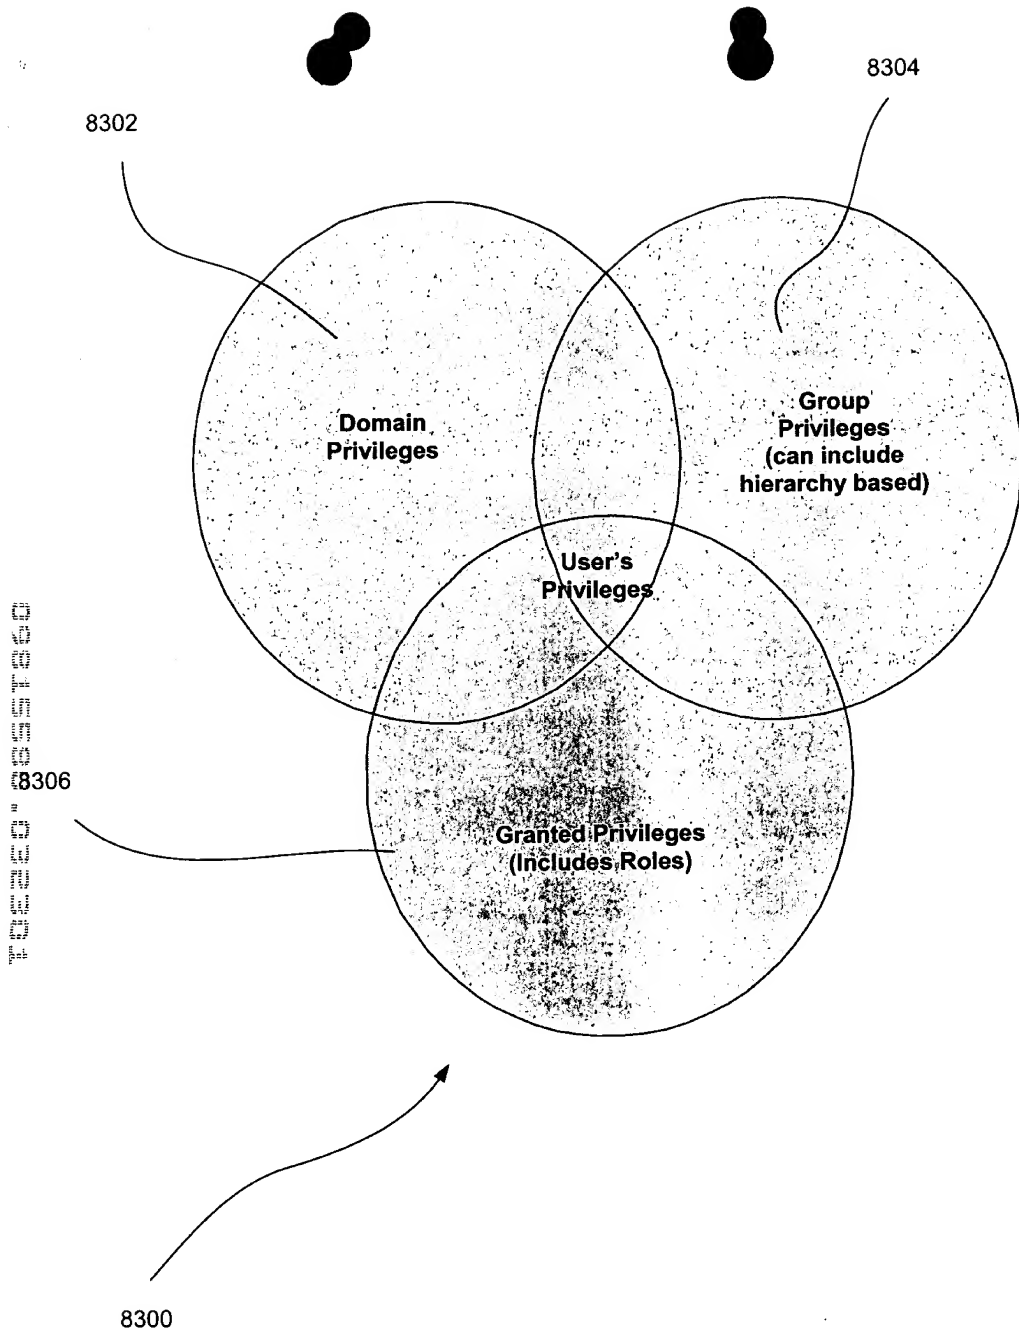 8304
8302
Domain
Privileges
Group
Privileges
(can include
hierarchy based)
User's
Privileges
8306
Granted Privileges
(Includes Roles)
8300